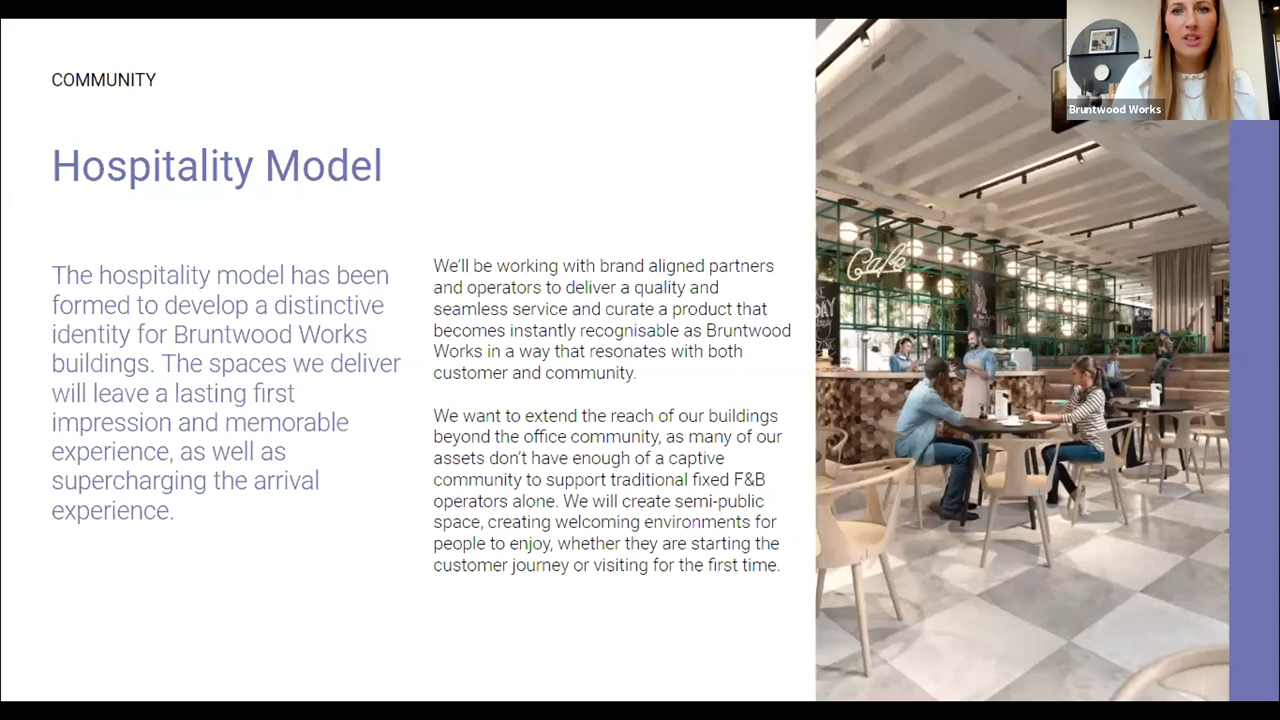 COMMUNITY
Hospitality Model
The hospitality model has been
formed to develop a distinctive
identity for Bruntwood Works
buildings. The spaces we deliver
will leave a lasting first
impression and memorable
experience, as well as
supercharging the arrival
experience.
We’ll be working with brand aligned partners
and operators to deliver a quality and
seamless service and curate a product that
becomes instantly recognisable as Bruntwood
Works in a way that resonates with both
customer and community.
We want to extend the reach of our buildings
beyond the office community, as many of our
assets don’t have enough of a captive
community to support traditional fixed F&B
operators alone. We will create semi-public
space, creating welcoming environments for
people to enjoy, whether they are starting the
customer journey or visiting for the first time.
Bruntwood Works
Cafe